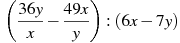 (36y/x − 49x/y) : (6x − 7y)